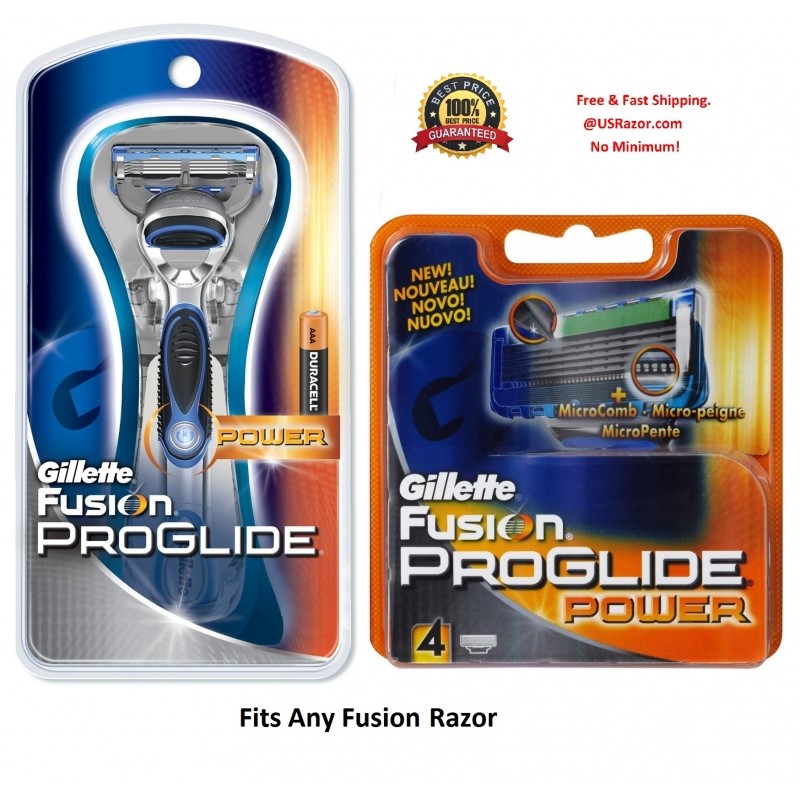 AAA
DURACELL
POWER
Gillette
FUSION®
PROGLIDE®
BEST PRICE
100%
BEST PRICE
GUARANTEED
Free & Fast Shipping.
@USRazor.com
No Minimum!
NEW!
NOUVEAU!
NOVO!
NUOVO!
+
MicroComb • Micro-peigne
MicroPente
Gillette
FUSION®
PROGLIDE®
POWER
4
Fits Any Fusion Razor